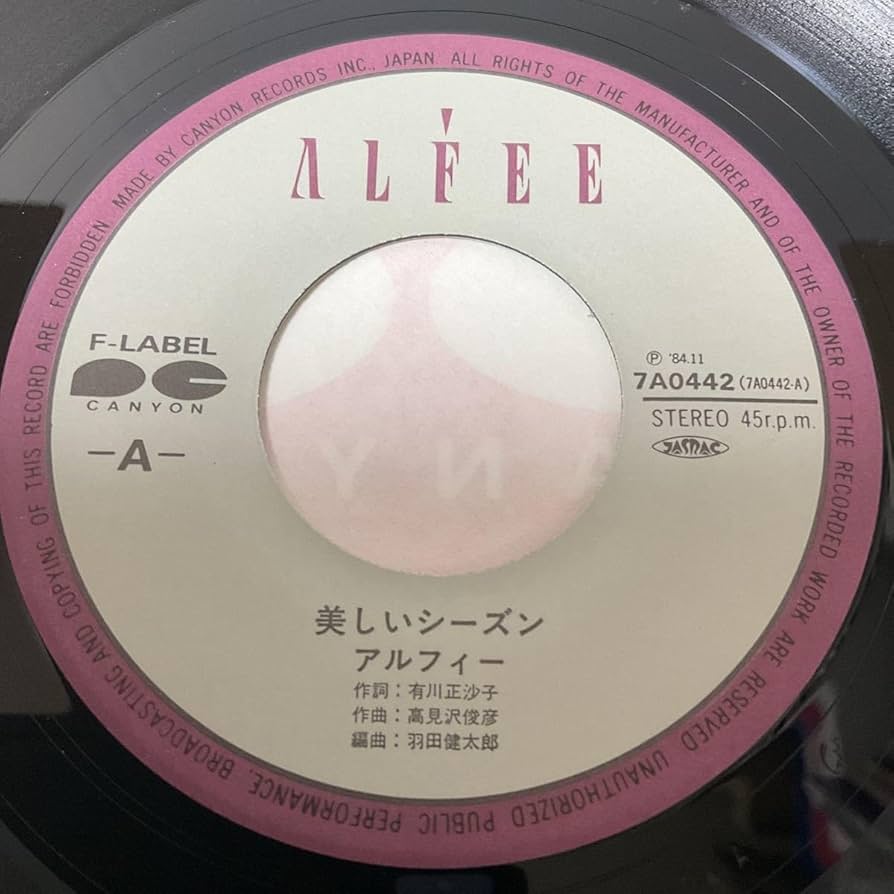 MADE BY CANYON RECORDS INC., JAPAN ALL RIGHTS OF THE MANUFACTURER AND OF THE OWNER OF THE RECORDED WORK ARE RESERVED UNAUTHORIZED PUBLIC PERFORMANCE, BROADCASTING AND COPYING OF THIS RECORD ARE FORBIDDEN
ALFEE
F-LABEL
CANYON
-A-
Ⓟ '84.11
7A0442 (7A0442-A)
STEREO 45r.p.m.
JASRAC
美しいシーズン
アルフィー
作詞：有川正沙子
作曲：高見沢俊彦
編曲：羽田健太郎